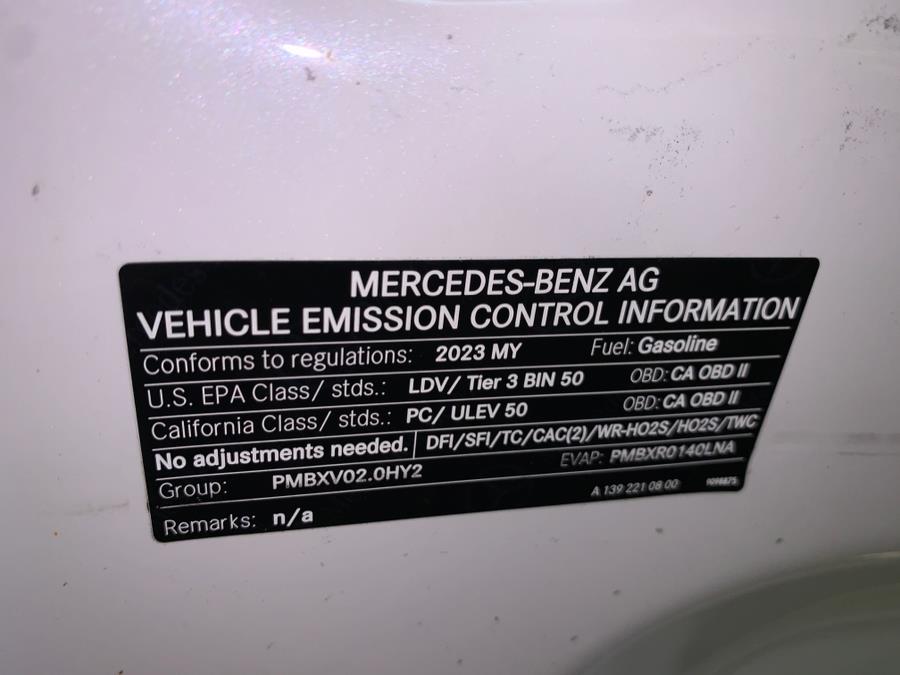 MERCEDES-BENZ AG
VEHICLE EMISSION CONTROL INFORMATION
Conforms to regulations: 2023 MY Fuel: Gasoline
U.S. EPA Class/ stds.: LDV/ Tier 3 BIN 50 OBD: CA OBD II
California Class/ stds.: PC/ ULEV 50 OBD: CA OBD II
No adjustments needed. DFI/SFI/TC/CAC(2)/WR-HO2S/HO2S/TWC
Group: PMBXV02.0HY2 EVAP: PMBXR0140LNA
Remarks: n/a A 139 221 08 00